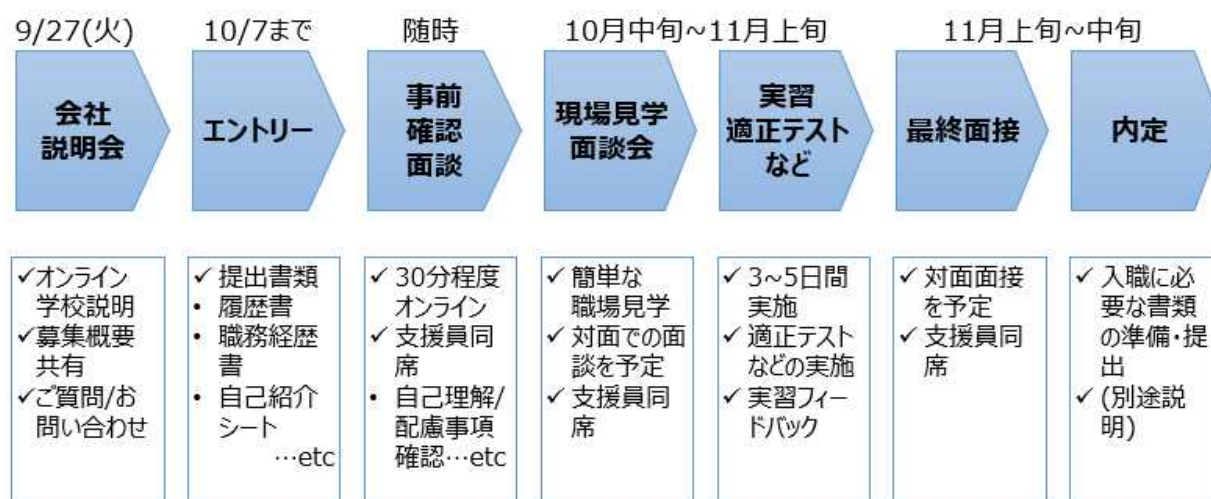 9/27(火)
10/7まで
随時
10月中旬~11月上旬
11月上旬~中旬
会社
説明会
エントリー
事前
確認
面談
現場見学
面談会
実習
適正テスト
など
最終面接
内定
✓オンライン
学校説明
✓募集概要
共有
✓ご質問/お
問い合わせ
✓ 提出書類
• 履歴書
• 職務経歴
書
• 自己紹介
シート
…etc
✓ 30分程度
オンライン
✓ 支援員同
席
• 自己理解/
配慮事項
確認…etc
✓ 簡単な
職場見学
✓ 対面での面
談を予定
✓ 支援員同
席
✓ 3~5日間
実施
✓ 適正テスト
などの実施
✓ 実習フィー
ドバック
✓ 対面面接
を予定
✓ 支援員同
席
✓ 入職に必
要な書類
の準備・提
出
✓ (別途説
明)